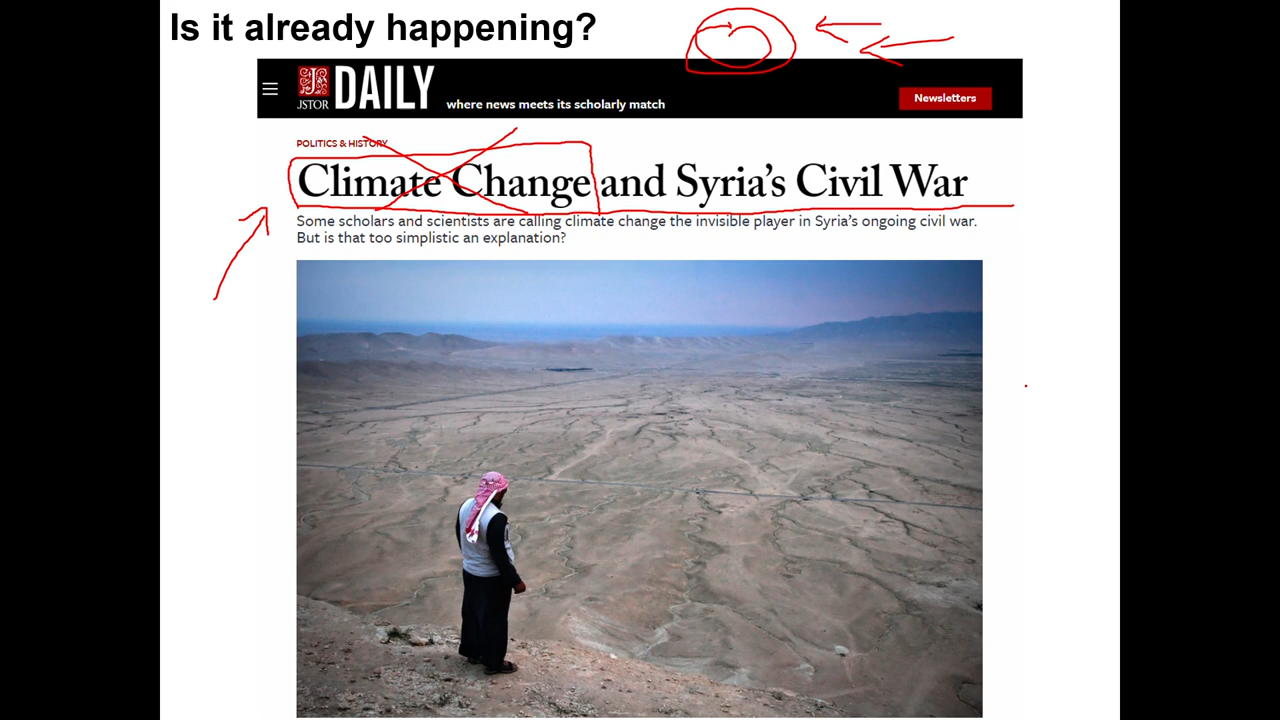 Is it already happening?
JSTOR DAILY where news meets its scholarly match
Newsletters
POLITICS & HISTORY
Climate Change and Syria's Civil War
Some scholars and scientists are calling climate change the invisible player in Syria's ongoing civil war.
But is that too simplistic an explanation?